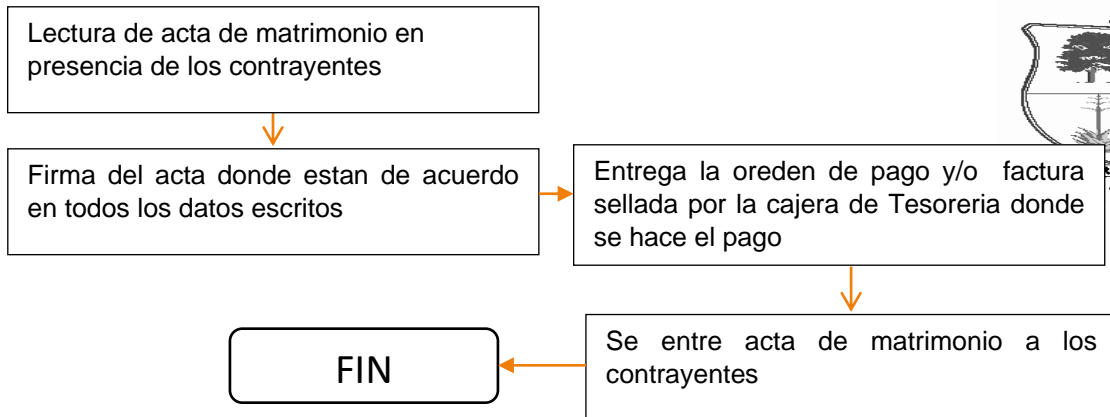 Lectura de acta de matrimonio en
presencia de los contrayentes
Firma del acta donde estan de acuerdo
en todos los datos escritos
Entrega la oreden de pago y/o factura
sellada por la cajera de Tesoreria donde
se hace el pago
Se entre acta de matrimonio a los
contrayentes
FIN